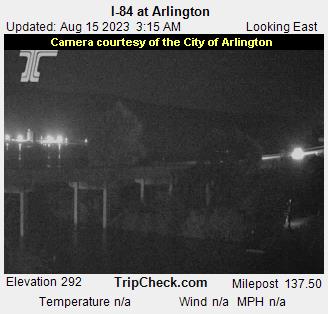 I-84 at Arlington
Updated: Aug 15 2023 3:15 AM Looking East
Camera courtesy of the City of Arlington
Elevation 292 TripCheck.com Milepost 137.50
Temperature n/a Wind n/a MPH n/a